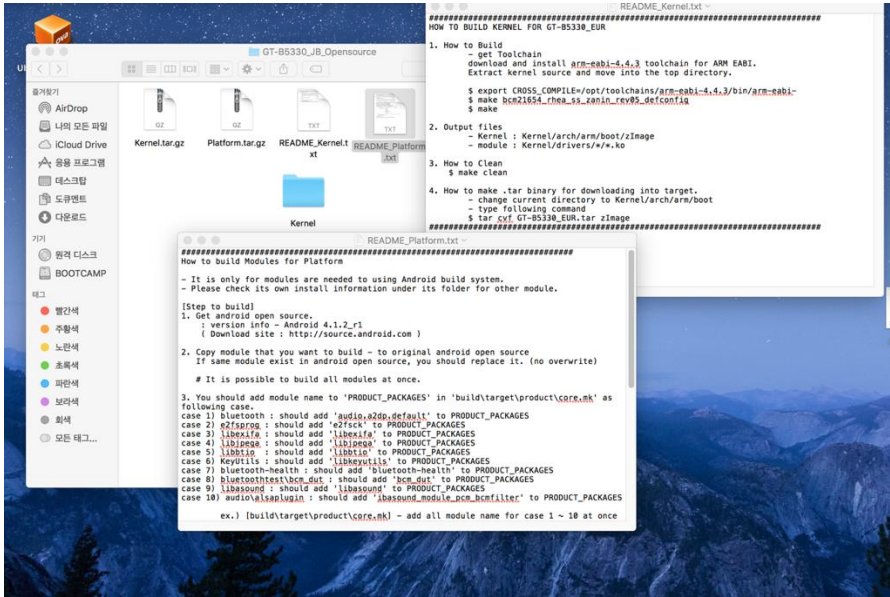 README_Kernel.txt
################################################################################
HOW TO BUILD KERNEL FOR GT-B5330_EUR
1. How to Build
- get Toolchain
download and install arm-eabi-4.4.3 toolchain for ARM EABI.
Extract kernel source and move into the top directory.
$ export CROSS_COMPILE=/opt/toolchains/arm-eabi-4.4.3/bin/arm-eabi-
$ make bcm21654_rhea_ss_zanin_rev05_defconfig
$ make
2. Output files
- Kernel : Kernel/arch/arm/boot/zImage
- module : Kernel/drivers/*/*.ko
3. How to Clean
$ make clean
4. How to make .tar binary for downloading into target.
- change current directory to Kernel/arch/arm/boot
- type following command
$ tar cvf GT-B5330_EUR.tar zImage
################################################################################
GT-B5330_JB_Opensource
즐겨찾기
AirDrop
나의 모든 파일
iCloud Drive
응용 프로그램
데스크탑
도큐멘트
다운로드
기기
원격 디스크
BOOTCAMP
태그
빨간색
주황색
노란색
초록색
파란색
보라색
회색
모든 태그...
GZ
Kernel.tar.gz
GZ
Platform.tar.gz
TXT
README_Kernel.t
xt
TXT
README_Platform
.txt
Kernel
README_Platform.txt
################################################################################
How to build Modules for Platform
- It is only for modules are needed to using Android build system.
- Please check its own install information under its folder for other module.
[Step to build]
1. Get android open source.
: version info - Android 4.1.2_r1
( Download site : http://source.android.com )
2. Copy module that you want to build - to original android open source
If same module exist in android open source, you should replace it. (no overwrite)
# It is possible to build all modules at once.
3. You should add module name to 'PRODUCT_PACKAGES' in 'build\target\product\core.mk' as
following case.
case 1) bluetooth : should add 'audio.a2dp.default' to PRODUCT_PACKAGES
case 2) e2fsprog : should add 'e2fsck' to PRODUCT_PACKAGES
case 3) libexifa : should add 'libexifa' to PRODUCT_PACKAGES
case 4) libjpega : should add 'libjpega' to PRODUCT_PACKAGES
case 5) libbtio : should add 'libbtio' to PRODUCT_PACKAGES
case 6) KeyUtils : should add 'libkeyutils' to PRODUCT_PACKAGES
case 7) bluetooth-health : should add 'bluetooth-health' to PRODUCT_PACKAGES
case 8) bluetoothtest\bcm_dut : should add 'bcm_dut' to PRODUCT_PACKAGES
case 9) libasound : should add 'libasound' to PRODUCT_PACKAGES
case 10) audio\alsaplugin : should add 'ibasound_module_pcm_bcmfilter' to PRODUCT_PACKAGES
ex.) [build\target\product\core.mk] - add all module name for case 1 ~ 10 at once